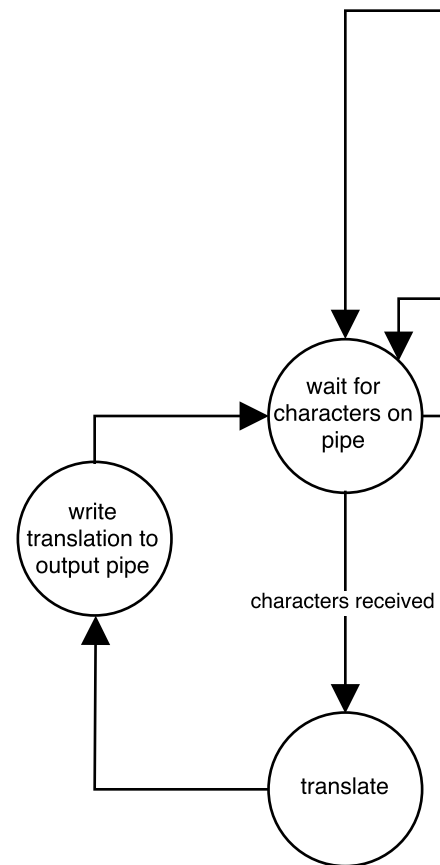 wait for
characters on
pipe
write
translation to
output pipe
characters received
translate